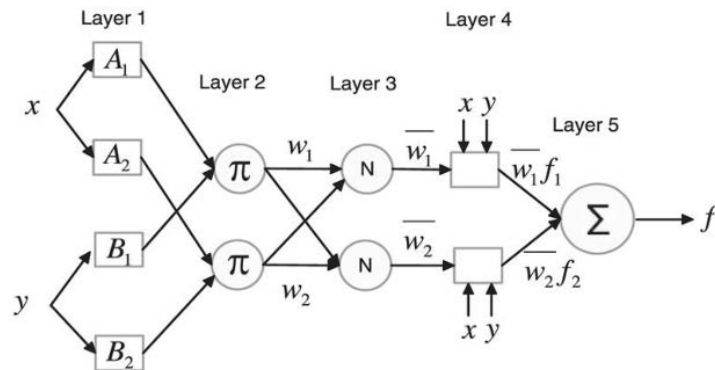 Layer 1
Layer 4
A₁
Layer 2
Layer 3
x y
x
Layer 5
w₁
w̅₁
A₂
w̅₁f₁
π
N
Σ
f
B₁
w̅₂
π
N
w̅₂f₂
y
w₂
x y
B₂